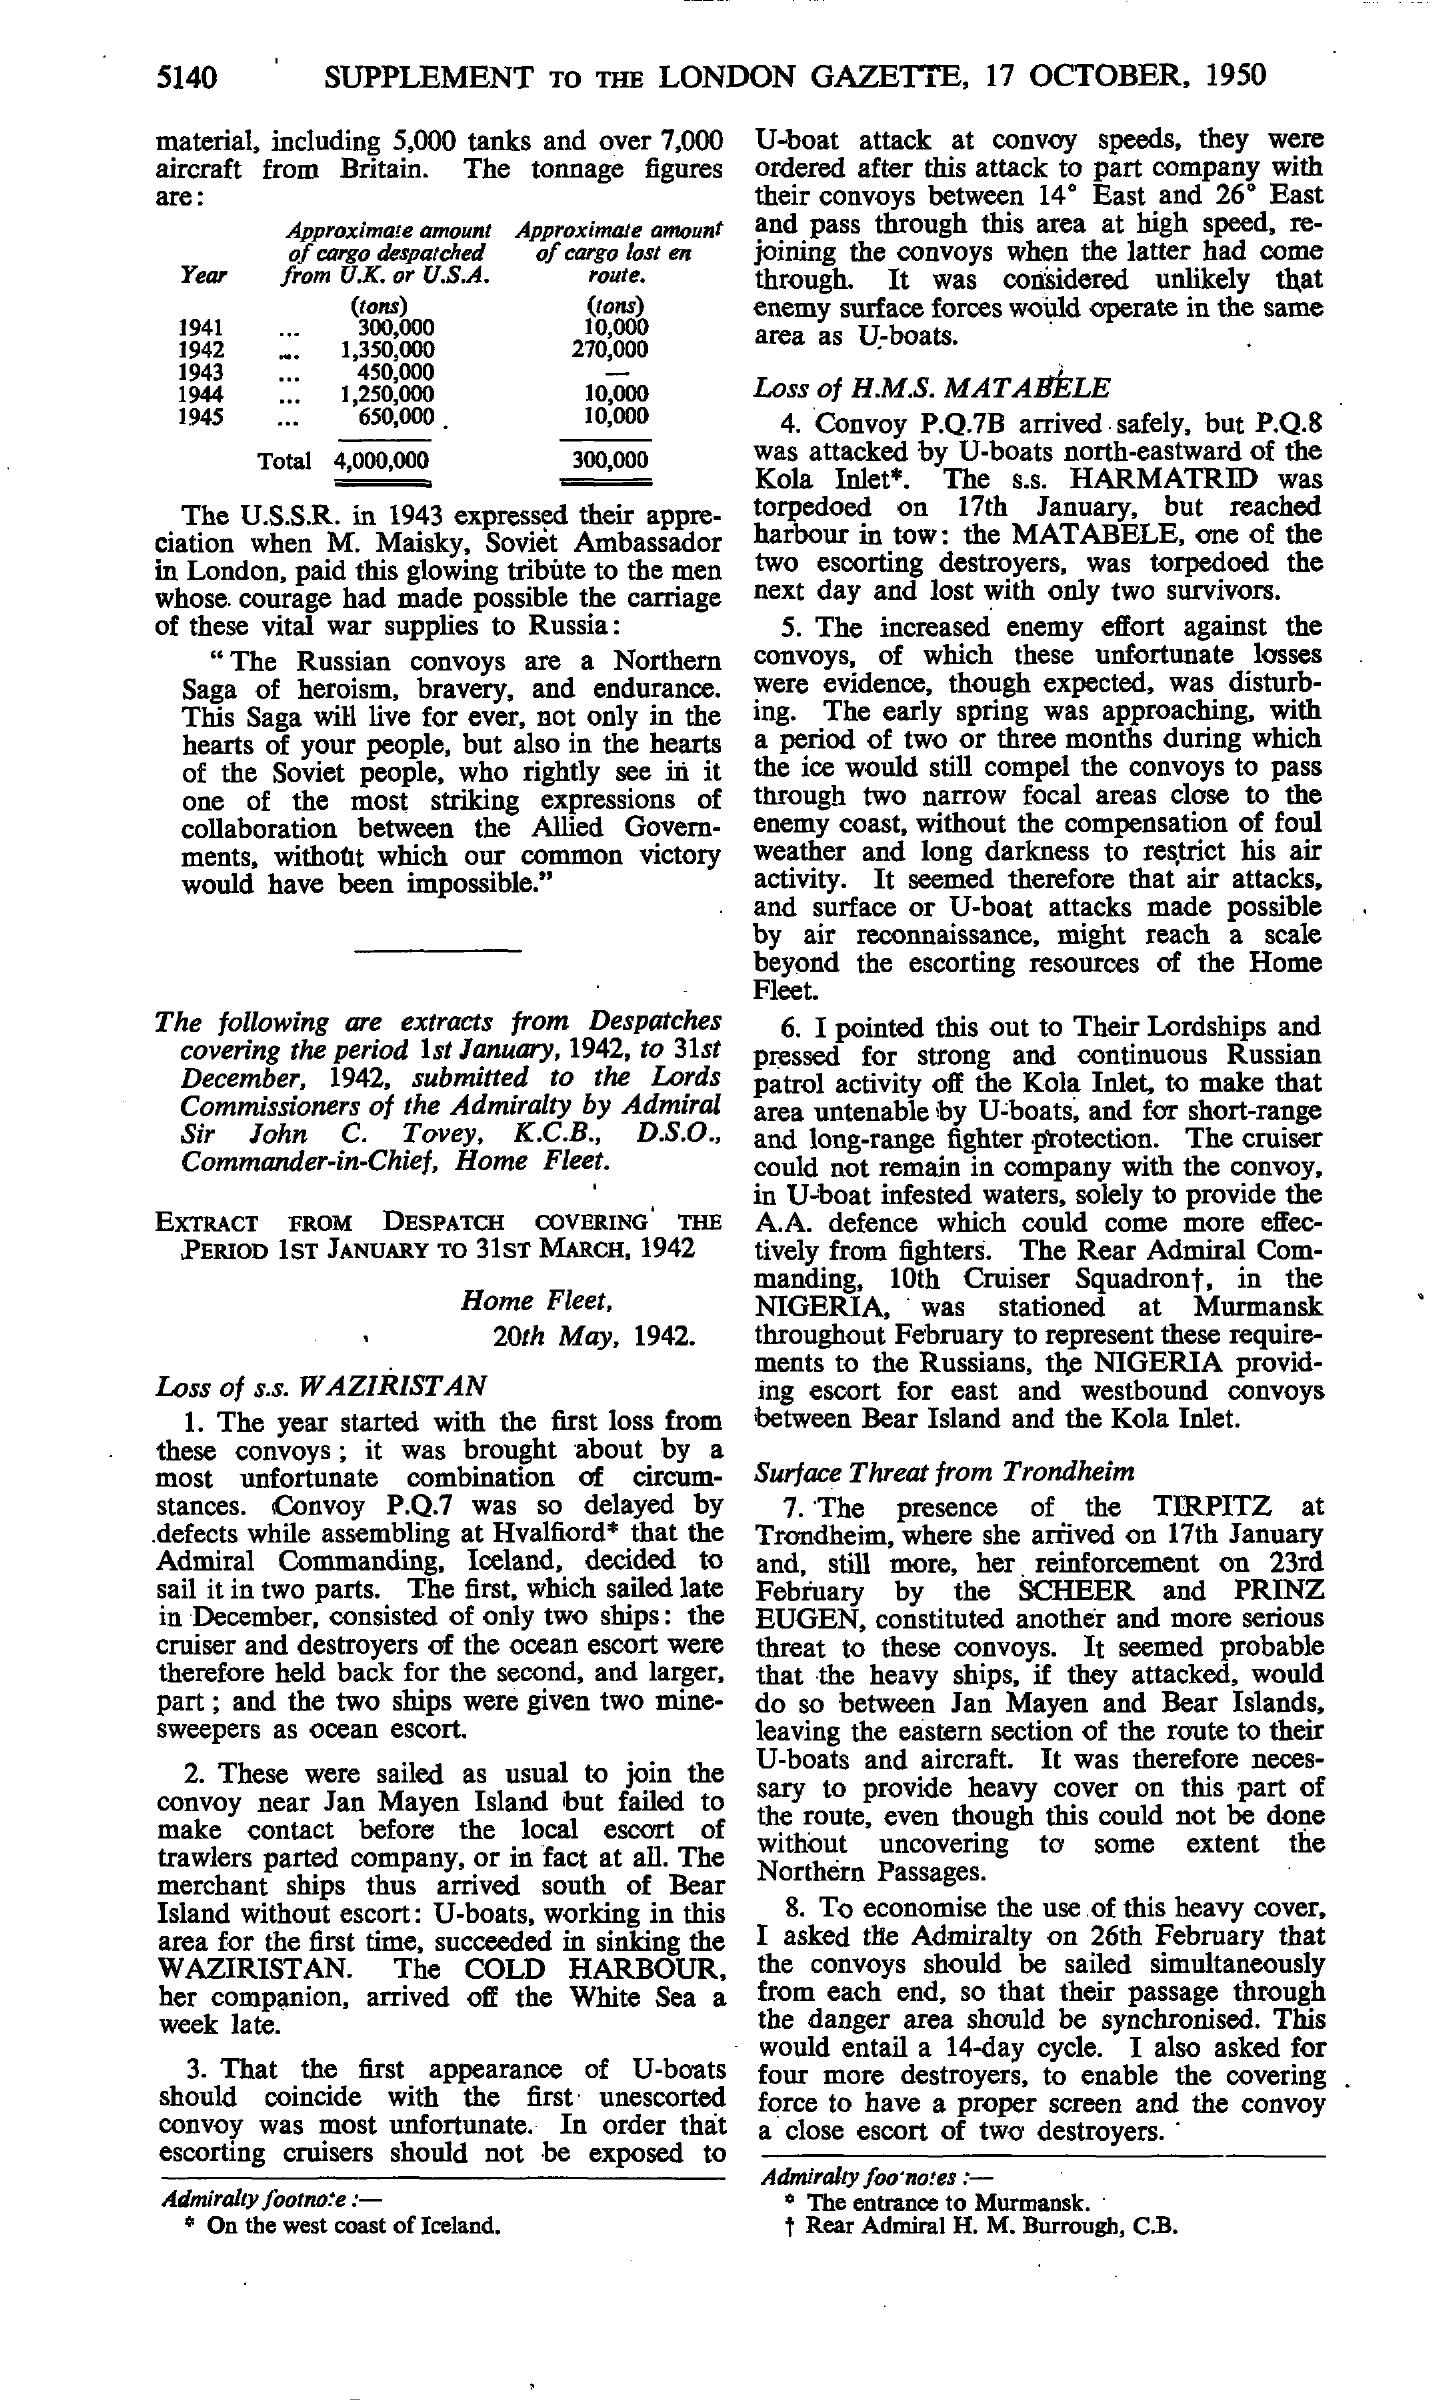 5140 SUPPLEMENT TO THE LONDON GAZETTE, 17 OCTOBER, 1950
material, including 5,000 tanks and over 7,000
aircraft from Britain. The tonnage figures
are:
Approximate amount Approximate amount
of cargo despatched of cargo lost en
Year from U.K. or U.S.A. route.
(tons) (tons)
1941 ... 300,000 10,000
1942 ... 1,350,000 270,000
1943 ... 450,000 —
1944 ... 1,250,000 10,000
1945 ... 650,000 10,000
Total 4,000,000 300,000
The U.S.S.R. in 1943 expressed their appre-
ciation when M. Maisky, Soviet Ambassador
in London, paid this glowing tribute to the men
whose courage had made possible the carriage
of these vital war supplies to Russia:
"The Russian convoys are a Northern
Saga of heroism, bravery, and endurance.
This Saga will live for ever, not only in the
hearts of your people, but also in the hearts
of the Soviet people, who rightly see in it
one of the most striking expressions of
collaboration between the Allied Govern-
ments, without which our common victory
would have been impossible."
The following are extracts from Despatches
covering the period 1st January, 1942, to 31st
December, 1942, submitted to the Lords
Commissioners of the Admiralty by Admiral
Sir John C. Tovey, K.C.B., D.S.O.,
Commander-in-Chief, Home Fleet.
EXTRACT FROM DESPATCH COVERING THE
PERIOD 1ST JANUARY TO 31ST MARCH, 1942
Home Fleet,
20th May, 1942.
Loss of s.s. WAZIRISTAN
1. The year started with the first loss from
these convoys; it was brought about by a
most unfortunate combination of circum-
stances. Convoy P.Q.7 was so delayed by
defects while assembling at Hvalfiord* that the
Admiral Commanding, Iceland, decided to
sail it in two parts. The first, which sailed late
in December, consisted of only two ships: the
cruiser and destroyers of the ocean escort were
therefore held back for the second, and larger,
part; and the two ships were given two mine-
sweepers as ocean escort.
2. These were sailed as usual to join the
convoy near Jan Mayen Island but failed to
make contact before the local escort of
trawlers parted company, or in fact at all. The
merchant ships thus arrived south of Bear
Island without escort: U-boats, working in this
area for the first time, succeeded in sinking the
WAZIRISTAN. The COLD HARBOUR,
her companion, arrived off the White Sea a
week late.
3. That the first appearance of U-boats
should coincide with the first unescorted
convoy was most unfortunate. In order that
escorting cruisers should not be exposed to
Admiralty footnote:—
* On the west coast of Iceland.
U-boat attack at convoy speeds, they were
ordered after this attack to part company with
their convoys between 14° East and 26° East
and pass through this area at high speed, re-
joining the convoys when the latter had come
through. It was considered unlikely that
enemy surface forces would operate in the same
area as U-boats.
Loss of H.M.S. MATABELE
4. Convoy P.Q.7B arrived safely, but P.Q.8
was attacked by U-boats north-eastward of the
Kola Inlet*. The s.s. HARMATRID was
torpedoed on 17th January, but reached
harbour in tow: the MATABELE, one of the
two escorting destroyers, was torpedoed the
next day and lost with only two survivors.
5. The increased enemy effort against the
convoys, of which these unfortunate losses
were evidence, though expected, was disturb-
ing. The early spring was approaching, with
a period of two or three months during which
the ice would still compel the convoys to pass
through two narrow focal areas close to the
enemy coast, without the compensation of foul
weather and long darkness to restrict his air
activity. It seemed therefore that air attacks,
and surface or U-boat attacks made possible
by air reconnaissance, might reach a scale
beyond the escorting resources of the Home
Fleet.
6. I pointed this out to Their Lordships and
pressed for strong and continuous Russian
patrol activity off the Kola Inlet, to make that
area untenable by U-boats, and for short-range
and long-range fighter protection. The cruiser
could not remain in company with the convoy,
in U-boat infested waters, solely to provide the
A.A. defence which could come more effec-
tively from fighters. The Rear Admiral Com-
manding, 10th Cruiser Squadron†, in the
NIGERIA, was stationed at Murmansk
throughout February to represent these require-
ments to the Russians, the NIGERIA provid-
ing escort for east and westbound convoys
between Bear Island and the Kola Inlet.
Surface Threat from Trondheim
7. The presence of the TIRPITZ at
Trondheim, where she arrived on 17th January
and, still more, her reinforcement on 23rd
February by the SCHEER and PRINZ
EUGEN, constituted another and more serious
threat to these convoys. It seemed probable
that the heavy ships, if they attacked, would
do so between Jan Mayen and Bear Islands,
leaving the eastern section of the route to their
U-boats and aircraft. It was therefore neces-
sary to provide heavy cover on this part of
the route, even though this could not be done
without uncovering to some extent the
Northern Passages.
8. To economise the use of this heavy cover,
I asked the Admiralty on 26th February that
the convoys should be sailed simultaneously
from each end, so that their passage through
the danger area should be synchronised. This
would entail a 14-day cycle. I also asked for
four more destroyers, to enable the covering
force to have a proper screen and the convoy
a close escort of two destroyers.
Admiralty footnotes:—
* The entrance to Murmansk.
† Rear Admiral H. M. Burrough, C.B.